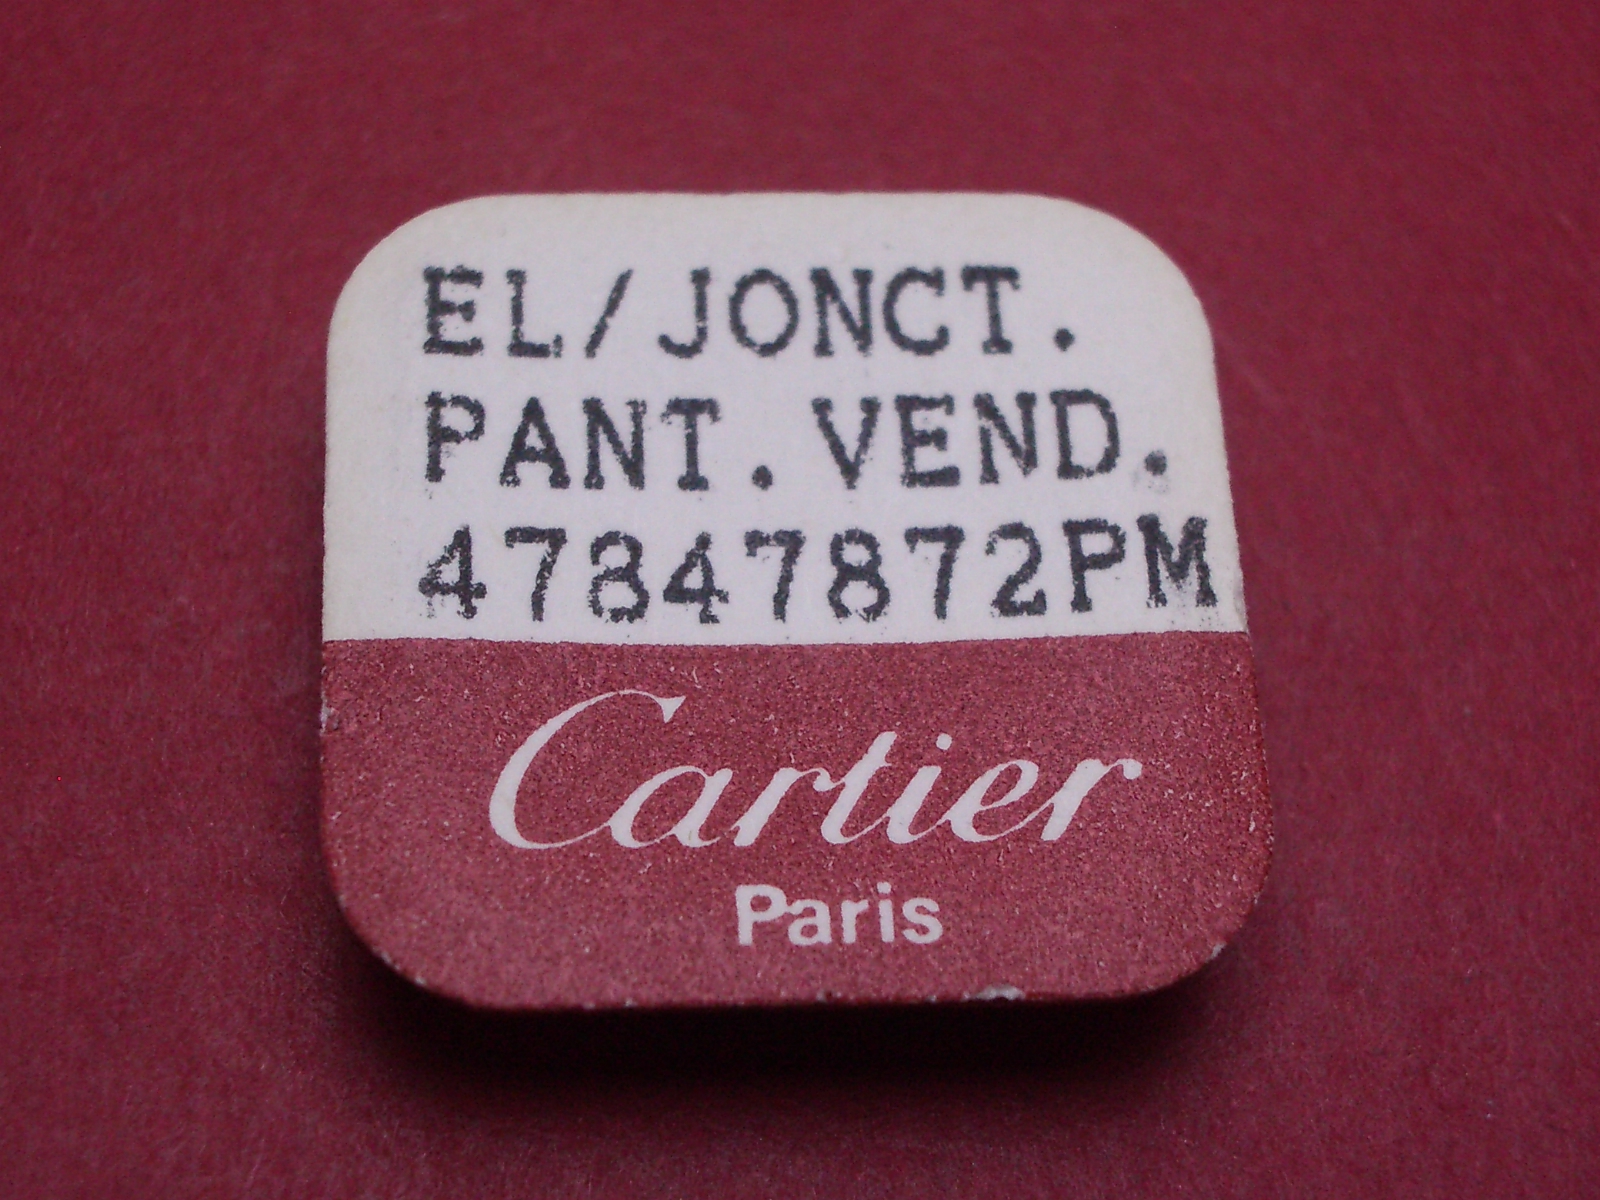 EL/JONCT.
PANT.VEND.
47847872PM
Cartier
Paris